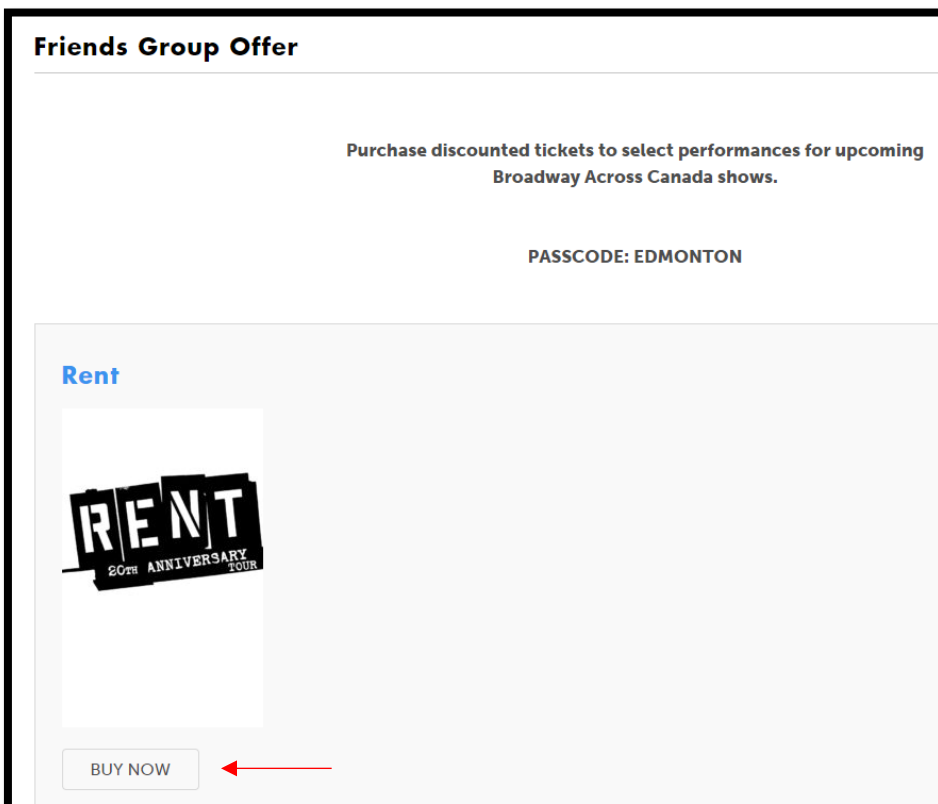 Friends Group Offer
Purchase discounted tickets to select performances for upcoming
Broadway Across Canada shows.
PASSCODE: EDMONTON
Rent
RENT
20TH ANNIVERSARY
TOUR
BUY NOW